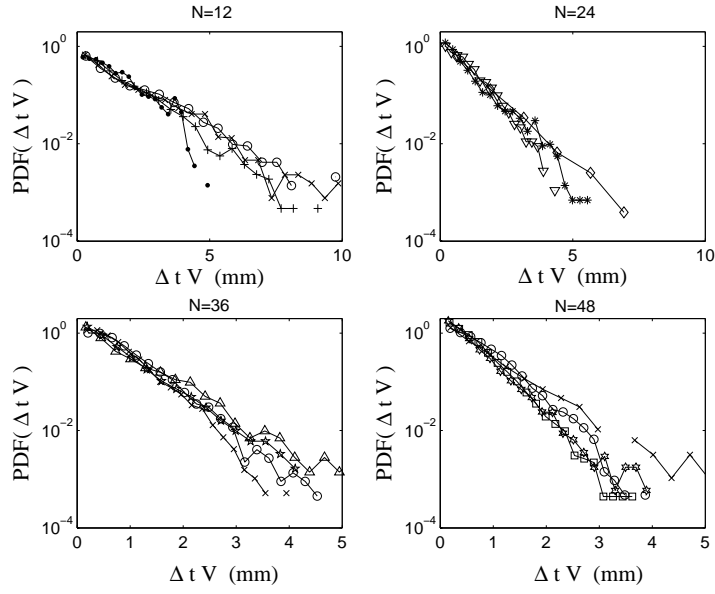 N=12
N=24
10^0
10^−2
10^−4
PDF( Δ t V )
0 5 10
Δ t V (mm)
10^0
10^−2
10^−4
PDF( Δ t V )
0 5 10
Δ t V (mm)
N=36
N=48
10^0
10^−2
10^−4
PDF( Δ t V )
0 1 2 3 4 5
Δ t V (mm)
10^0
10^−2
10^−4
PDF( Δ t V )
0 1 2 3 4 5
Δ t V (mm)